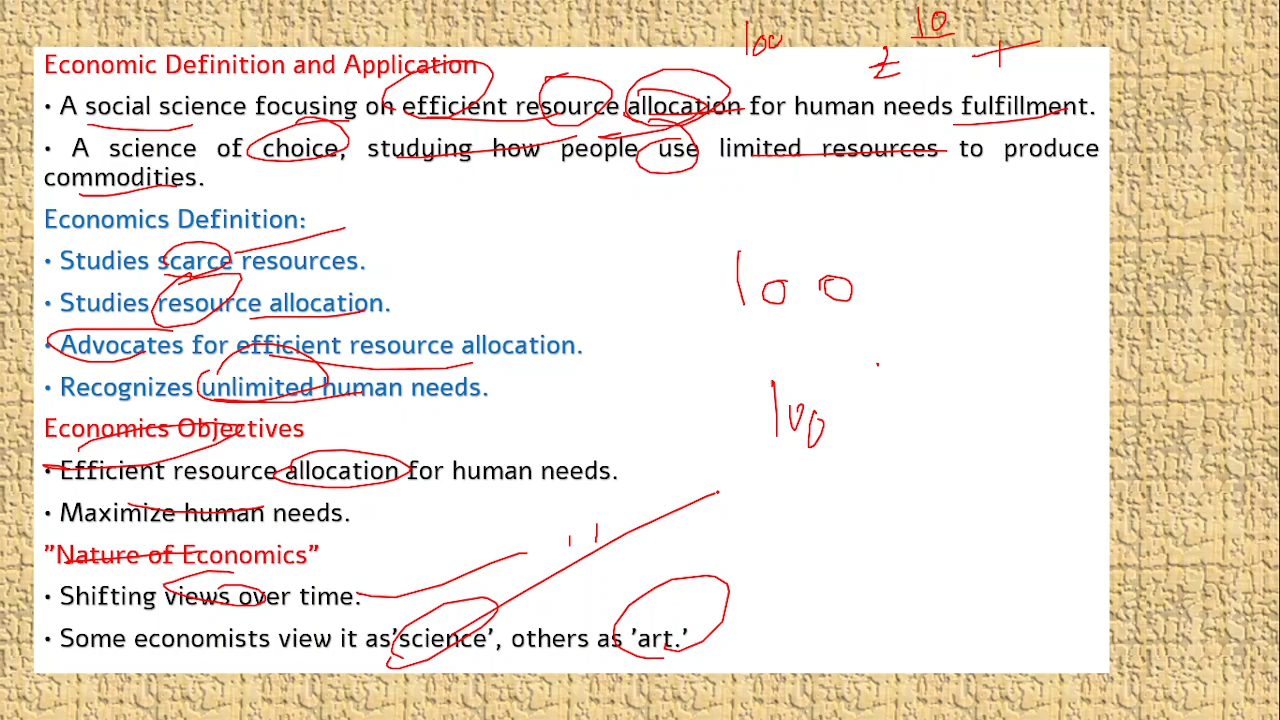 100
10
Economic Definition and Application
• A social science focusing on efficient resource allocation for human needs fulfillment.
• A science of choice, studying how people use limited resources to produce
commodities.
Economics Definition:
• Studies scarce resources.
100
• Studies resource allocation.
• Advocates for efficient resource allocation.
• Recognizes unlimited human needs.
100
Economics Objectives
• Efficient resource allocation for human needs.
• Maximize human needs.
”Nature of Economics”
• Shifting views over time.
• Some economists view it as’science’, others as ’art.’